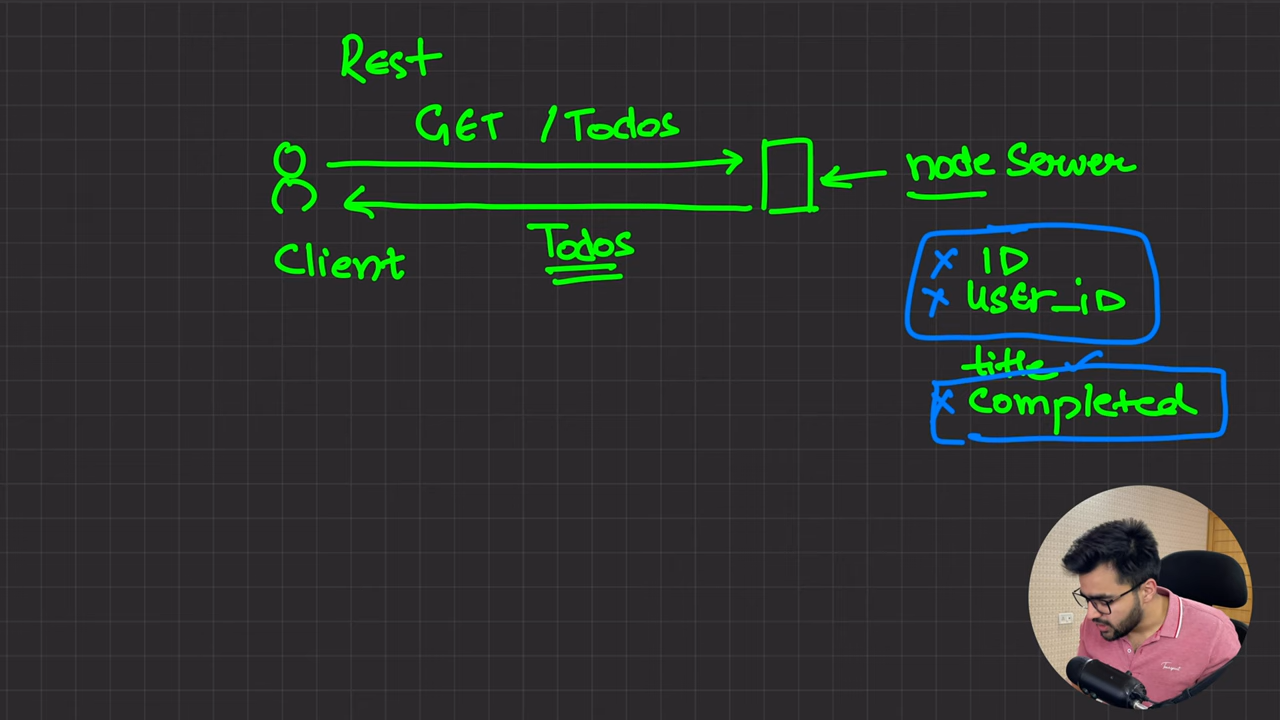 Rest
GET /Todos
node Server
Todos
Client
ID
user_iD
title
completed